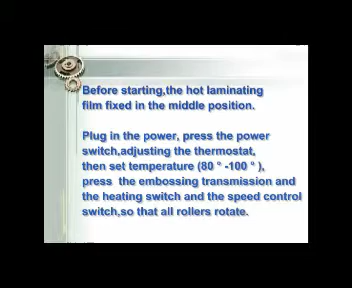 Before starting,the hot laminating
film fixed in the middle position.
Plug in the power, press the power
switch,adjusting the thermostat,
then set temperature (80 ° -100 ° ),
press  the embossing transmission and
the heating switch and the speed control
switch,so that all rollers rotate.